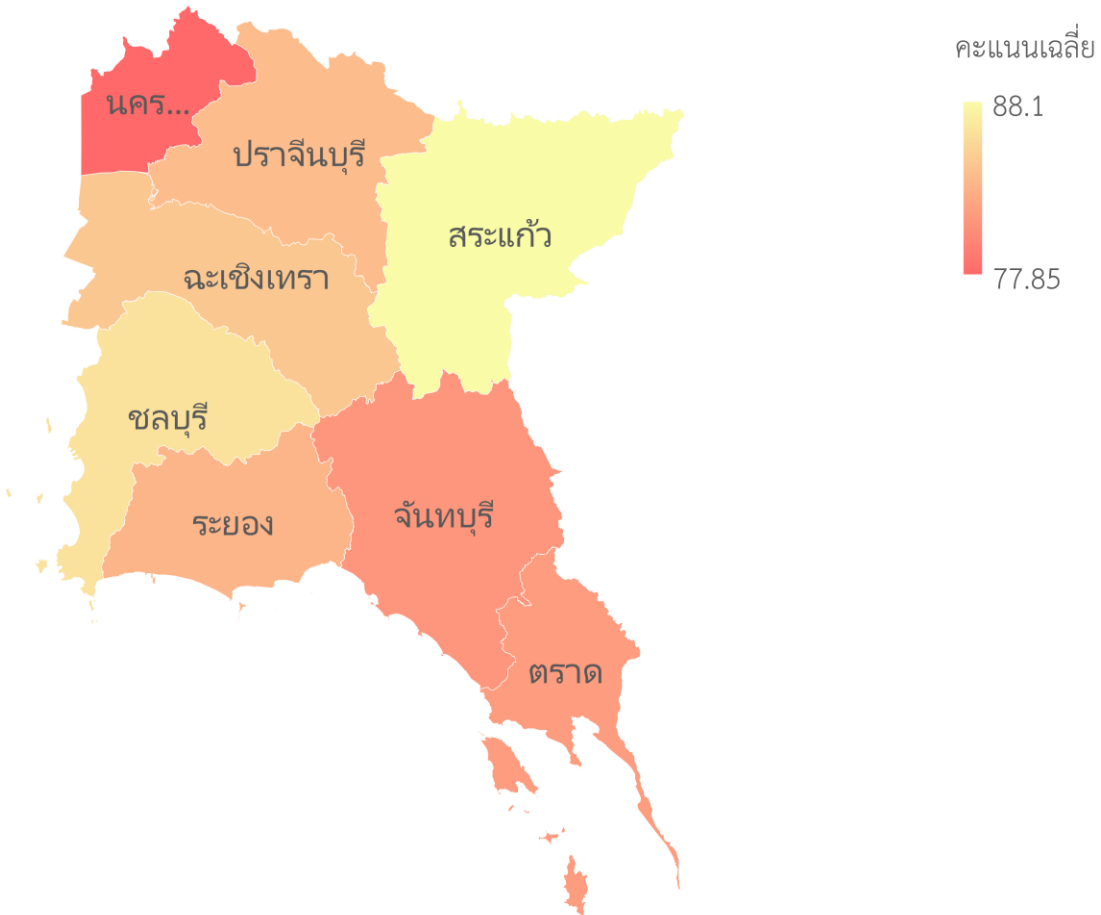 คะแนนเฉลี่ย
88.1
77.85
นคร...
ปราจีนบุรี
สระแก้ว
ฉะเชิงเทรา
ชลบุรี
ระยอง
จันทบุรี
ตราด